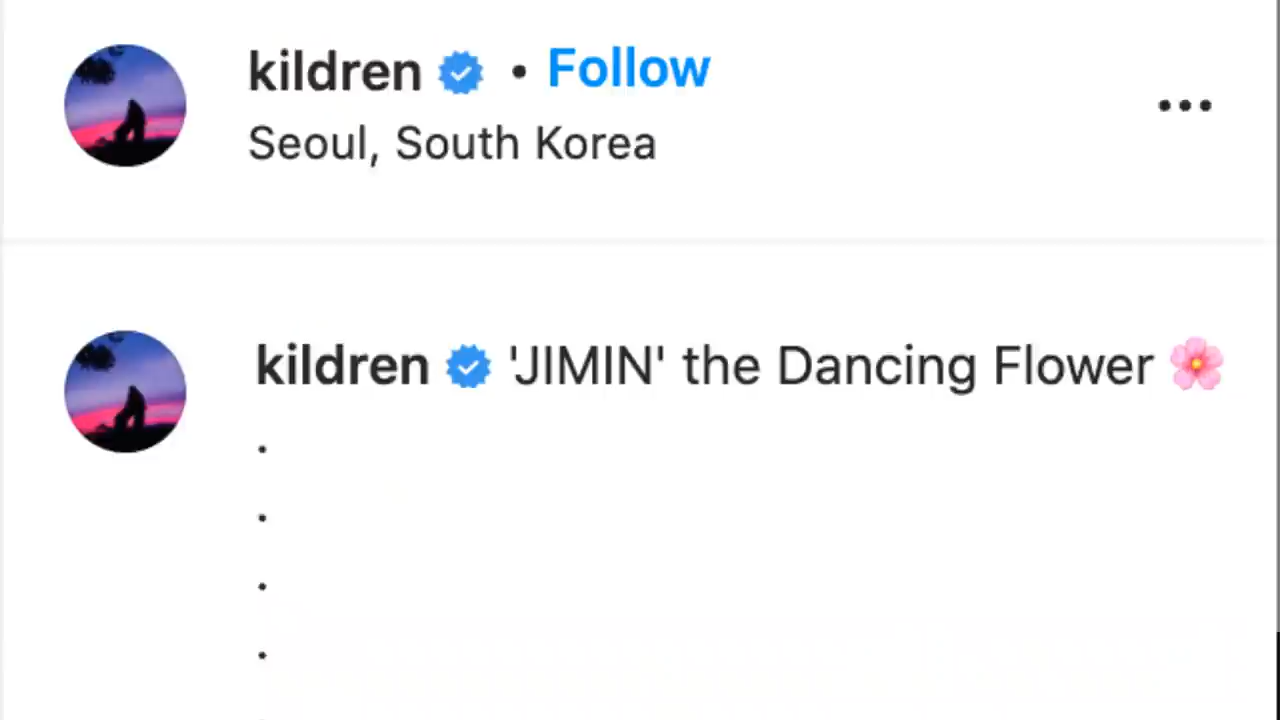 kildren • Follow
Seoul, South Korea
kildren 'JIMIN' the Dancing Flower 🌸
.
.
.
.